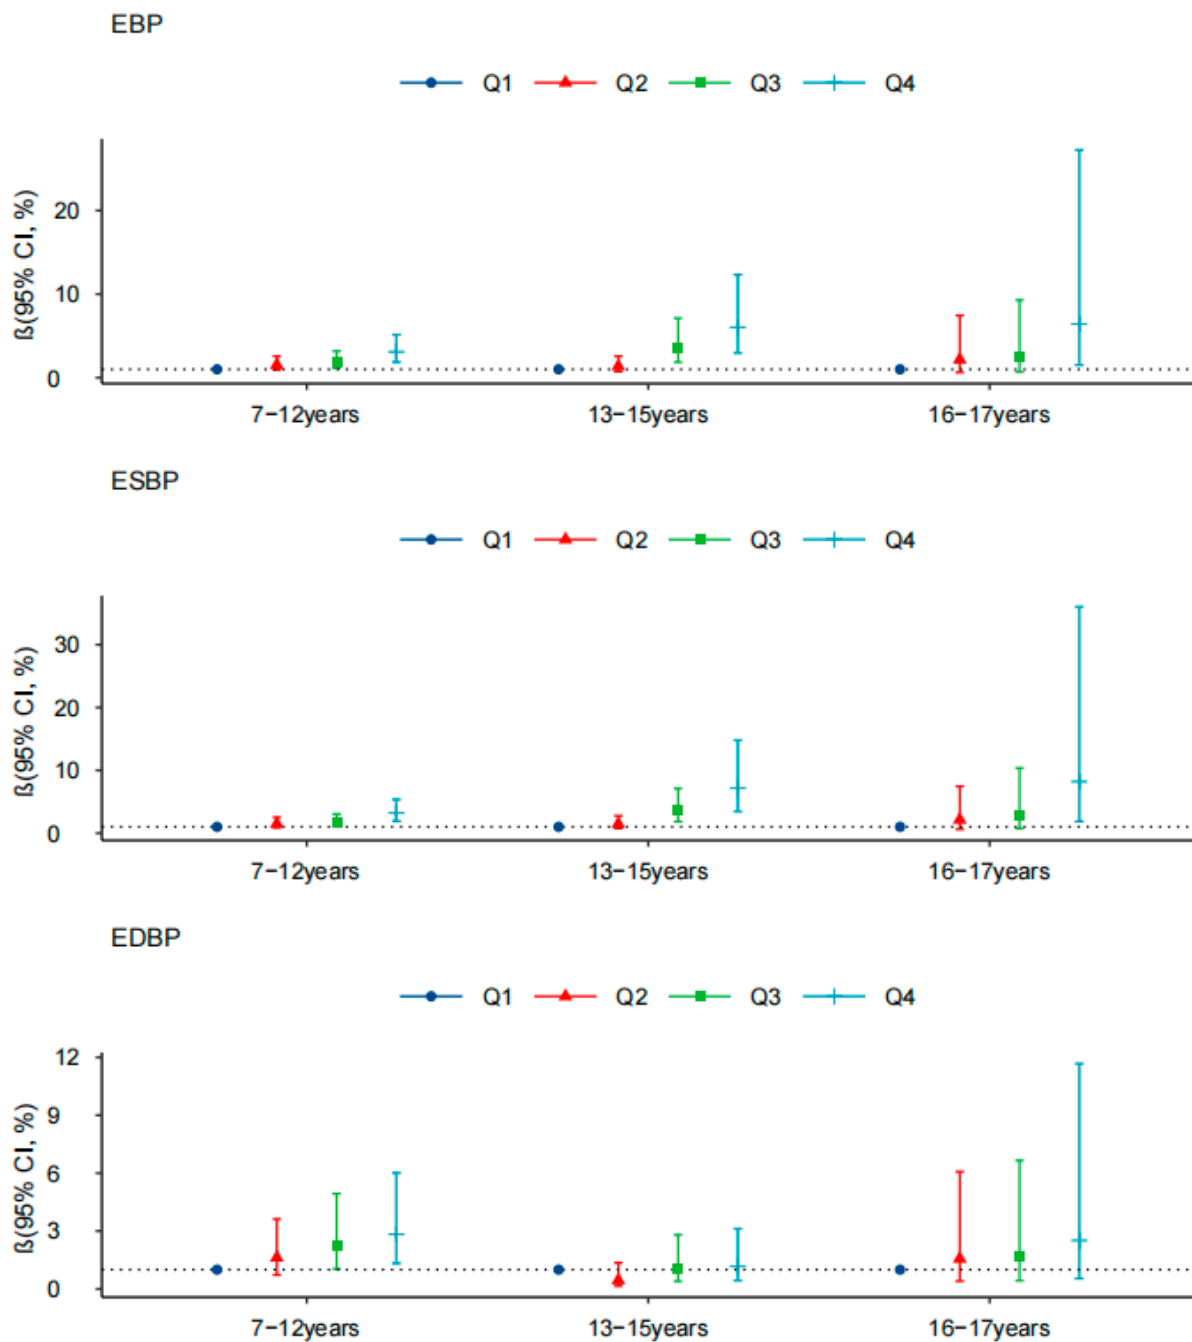 EBP
Q1 Q2 Q3 Q4
ß(95% CI, %)
20
10
0
7−12years 13−15years 16−17years
ESBP
Q1 Q2 Q3 Q4
ß(95% CI, %)
30
20
10
0
7−12years 13−15years 16−17years
EDBP
Q1 Q2 Q3 Q4
ß(95% CI, %)
12
9
6
3
0
7−12years 13−15years 16−17years